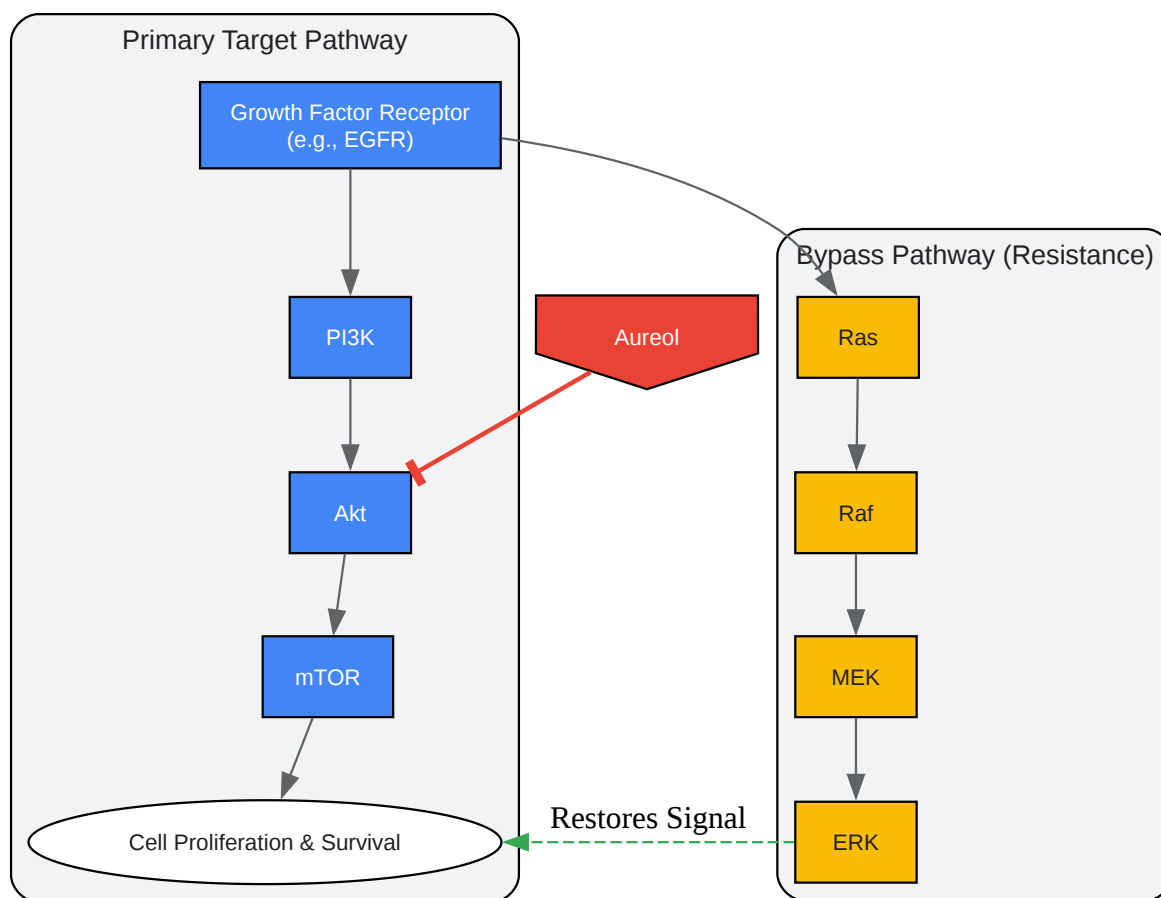 Primary Target Pathway
Growth Factor Receptor
(e.g., EGFR)
Bypass Pathway (Resistance)
PI3K
Aureol
Ras
Akt
Raf
mTOR
MEK
Restores Signal
Cell Proliferation & Survival
ERK